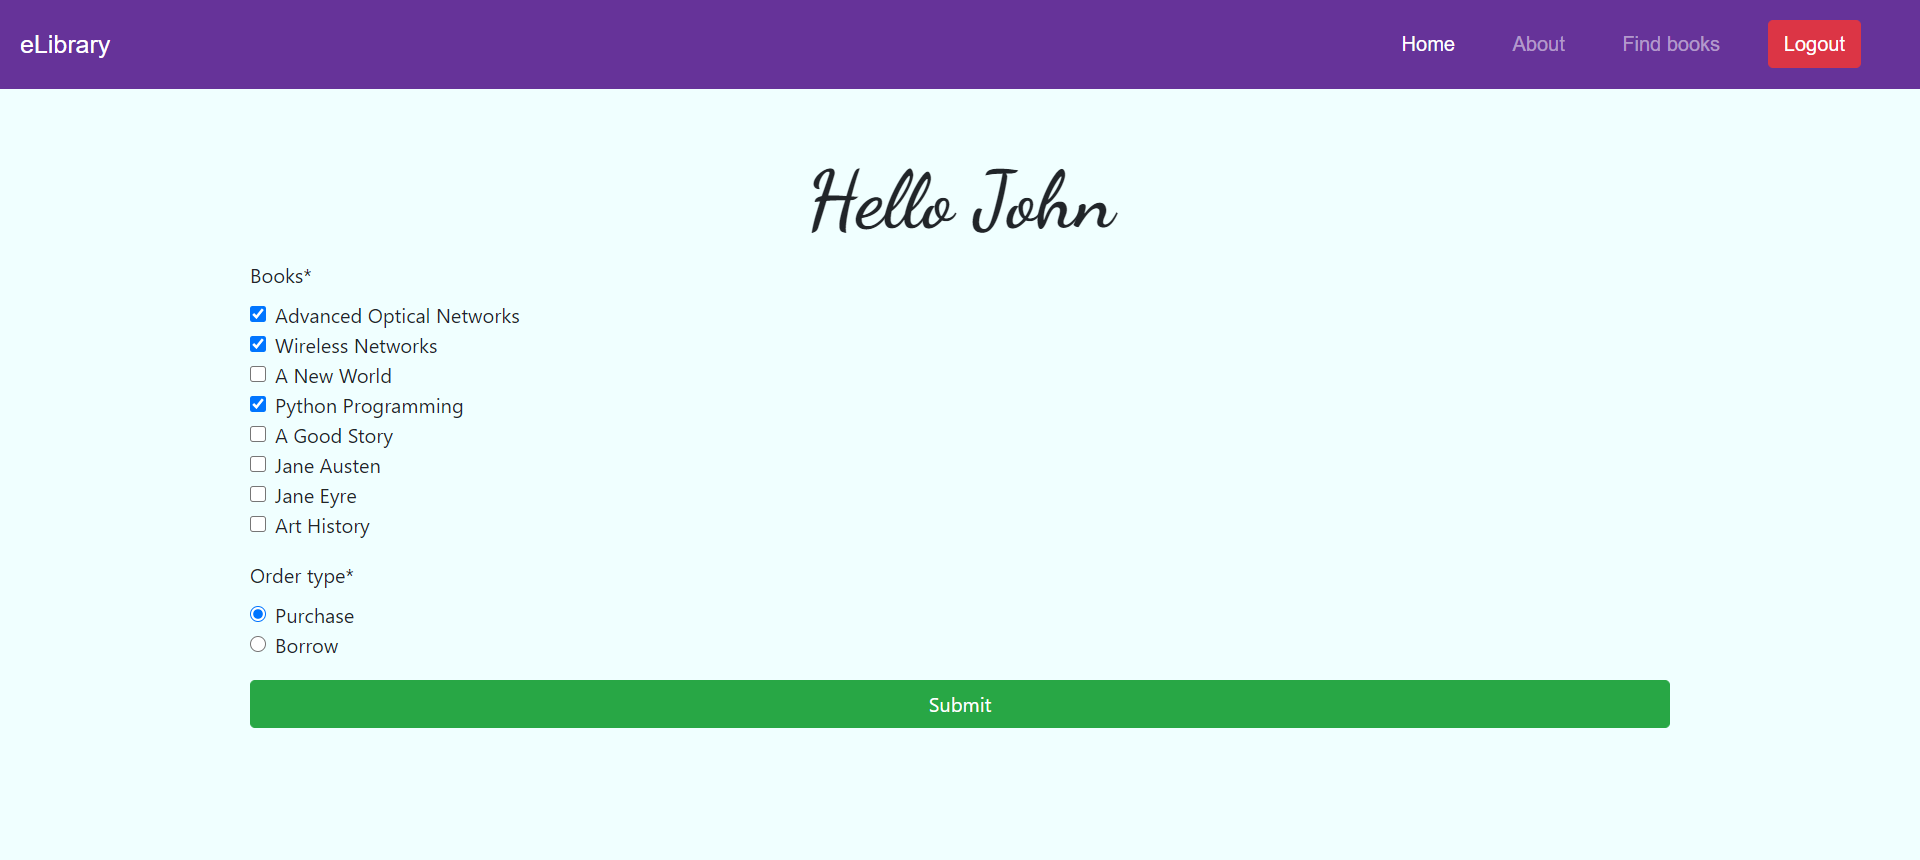 eLibrary Home About Find books Logout
Hello John
Books*
Advanced Optical Networks
Wireless Networks
A New World
Python Programming
A Good Story
Jane Austen
Jane Eyre
Art History
Order type*
Purchase
Borrow
Submit